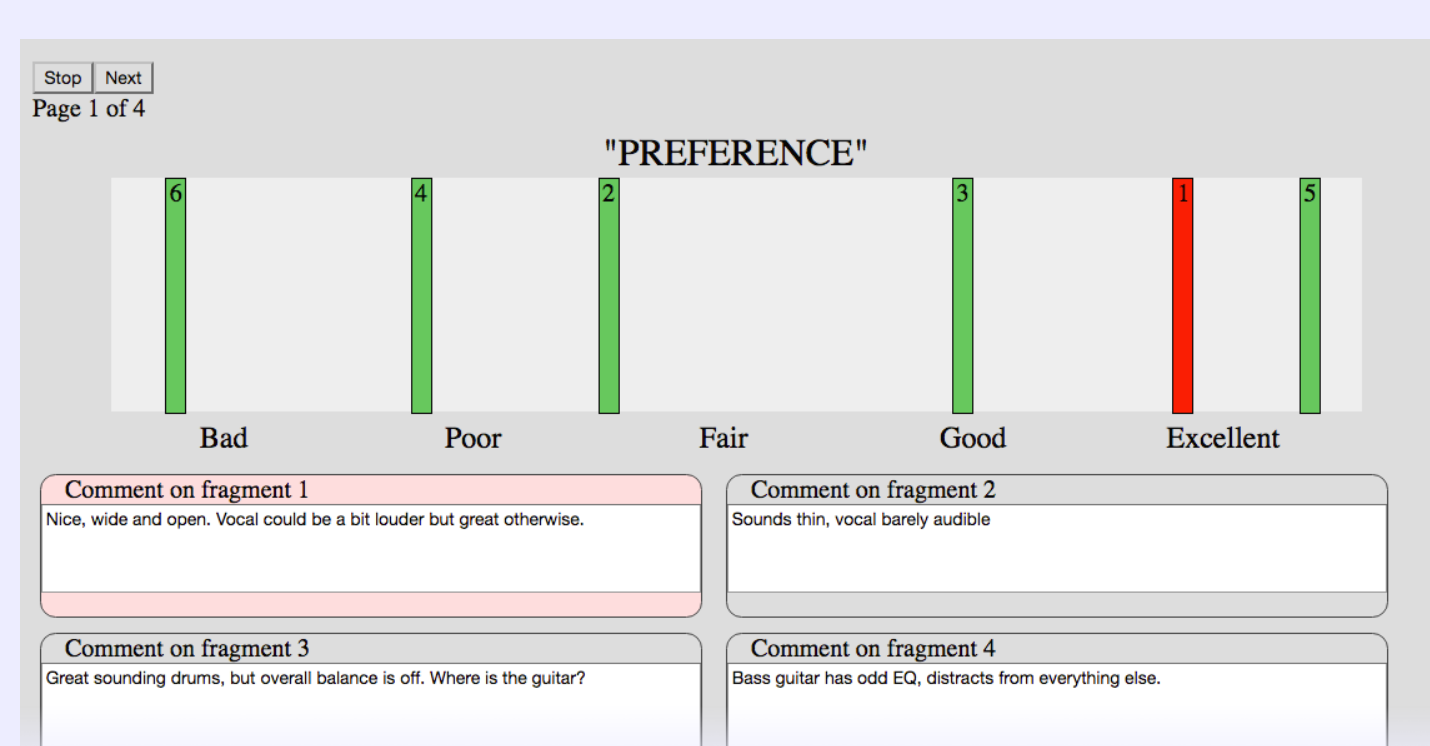 Stop Next
Page 1 of 4
"PREFERENCE"
6 4 2 3 1 5
Bad Poor Fair Good Excellent
Comment on fragment 1
Nice, wide and open. Vocal could be a bit louder but great otherwise.
Comment on fragment 2
Sounds thin, vocal barely audible
Comment on fragment 3
Great sounding drums, but overall balance is off. Where is the guitar?
Comment on fragment 4
Bass guitar has odd EQ, distracts from everything else.